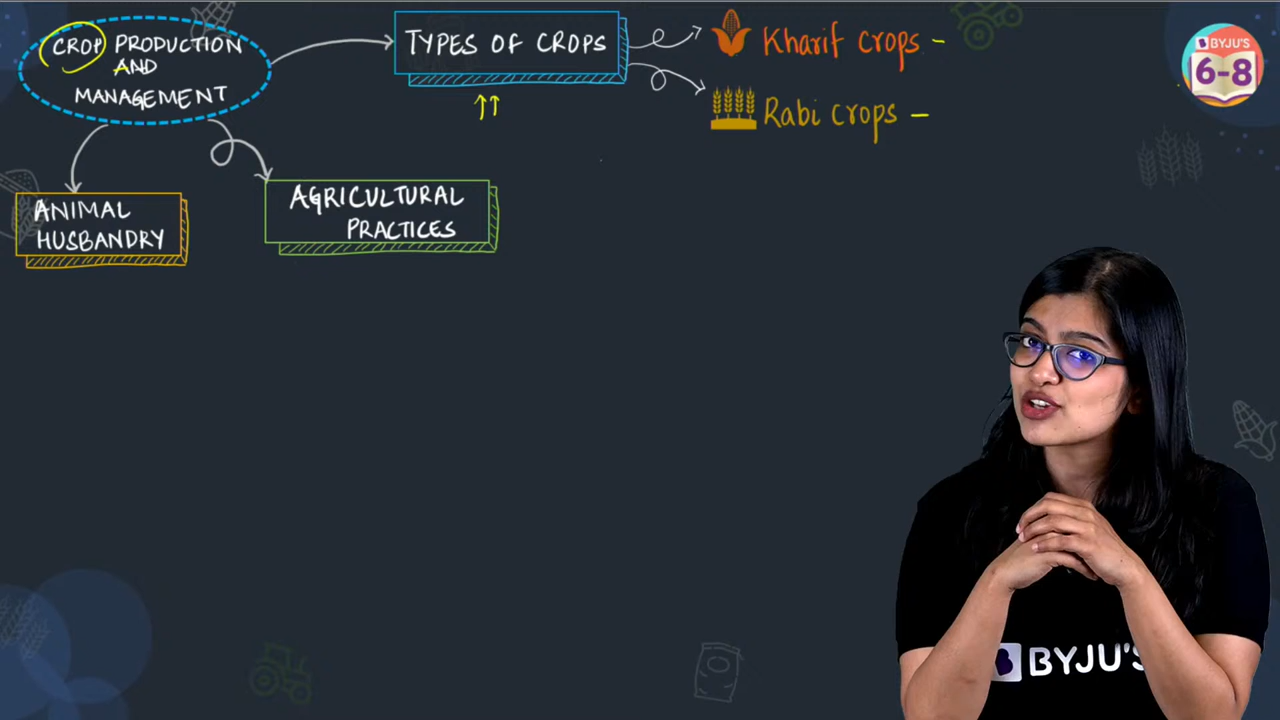 CROP PRODUCTION
AND
MANAGEMENT
TYPES OF CROPS
Kharif crops -
Rabi crops -
ANIMAL
HUSBANDRY
AGRICULTURAL
PRACTICES
BYJU'S
6-8
BYJU'S